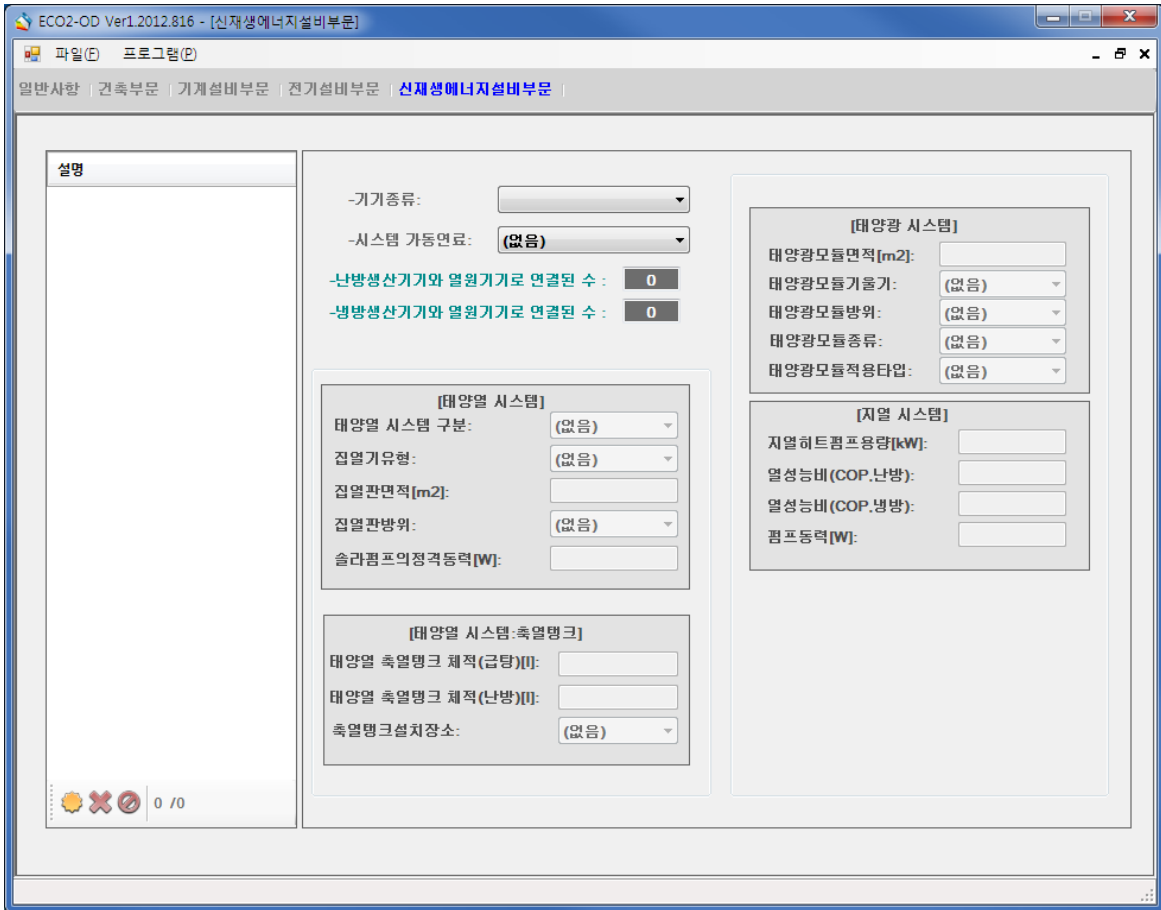 ECO2-OD Ver1.2012.816 - [신재생에너지설비부문]
파일(F) 프로그램(P)
일반사항 건축부문 기계설비부문 전기설비부문 신재생에너지설비부문
설명
-기기종류:
-시스템 가동연료: (없음)
-난방생산기기와 열원기기로 연결된 수 : 0
-냉방생산기기와 열원기기로 연결된 수 : 0
[태양열 시스템]
태양열 시스템 구분: (없음)
집열기유형: (없음)
집열판면적[m2]:
집열판방위: (없음)
솔라펌프의정격동력[W]:
[태양열 시스템:축열탱크]
태양열 축열탱크 체적(급탕)[l]:
태양열 축열탱크 체적(난방)[l]:
축열탱크설치장소: (없음)
[태양광 시스템]
태양광모듈면적[m2]:
태양광모듈기울기: (없음)
태양광모듈방위: (없음)
태양광모듈종류: (없음)
태양광모듈적용타입: (없음)
[지열 시스템]
지열히트펌프용량[kW]:
열성능비(COP.난방):
열성능비(COP.냉방):
펌프동력[W]:
0 /0